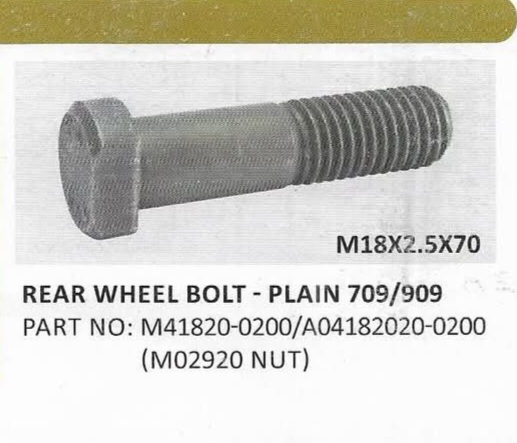 M18X2.5X70
REAR WHEEL BOLT - PLAIN 709/909
PART NO: M41820-0200/A04182020-0200
(M02920 NUT)